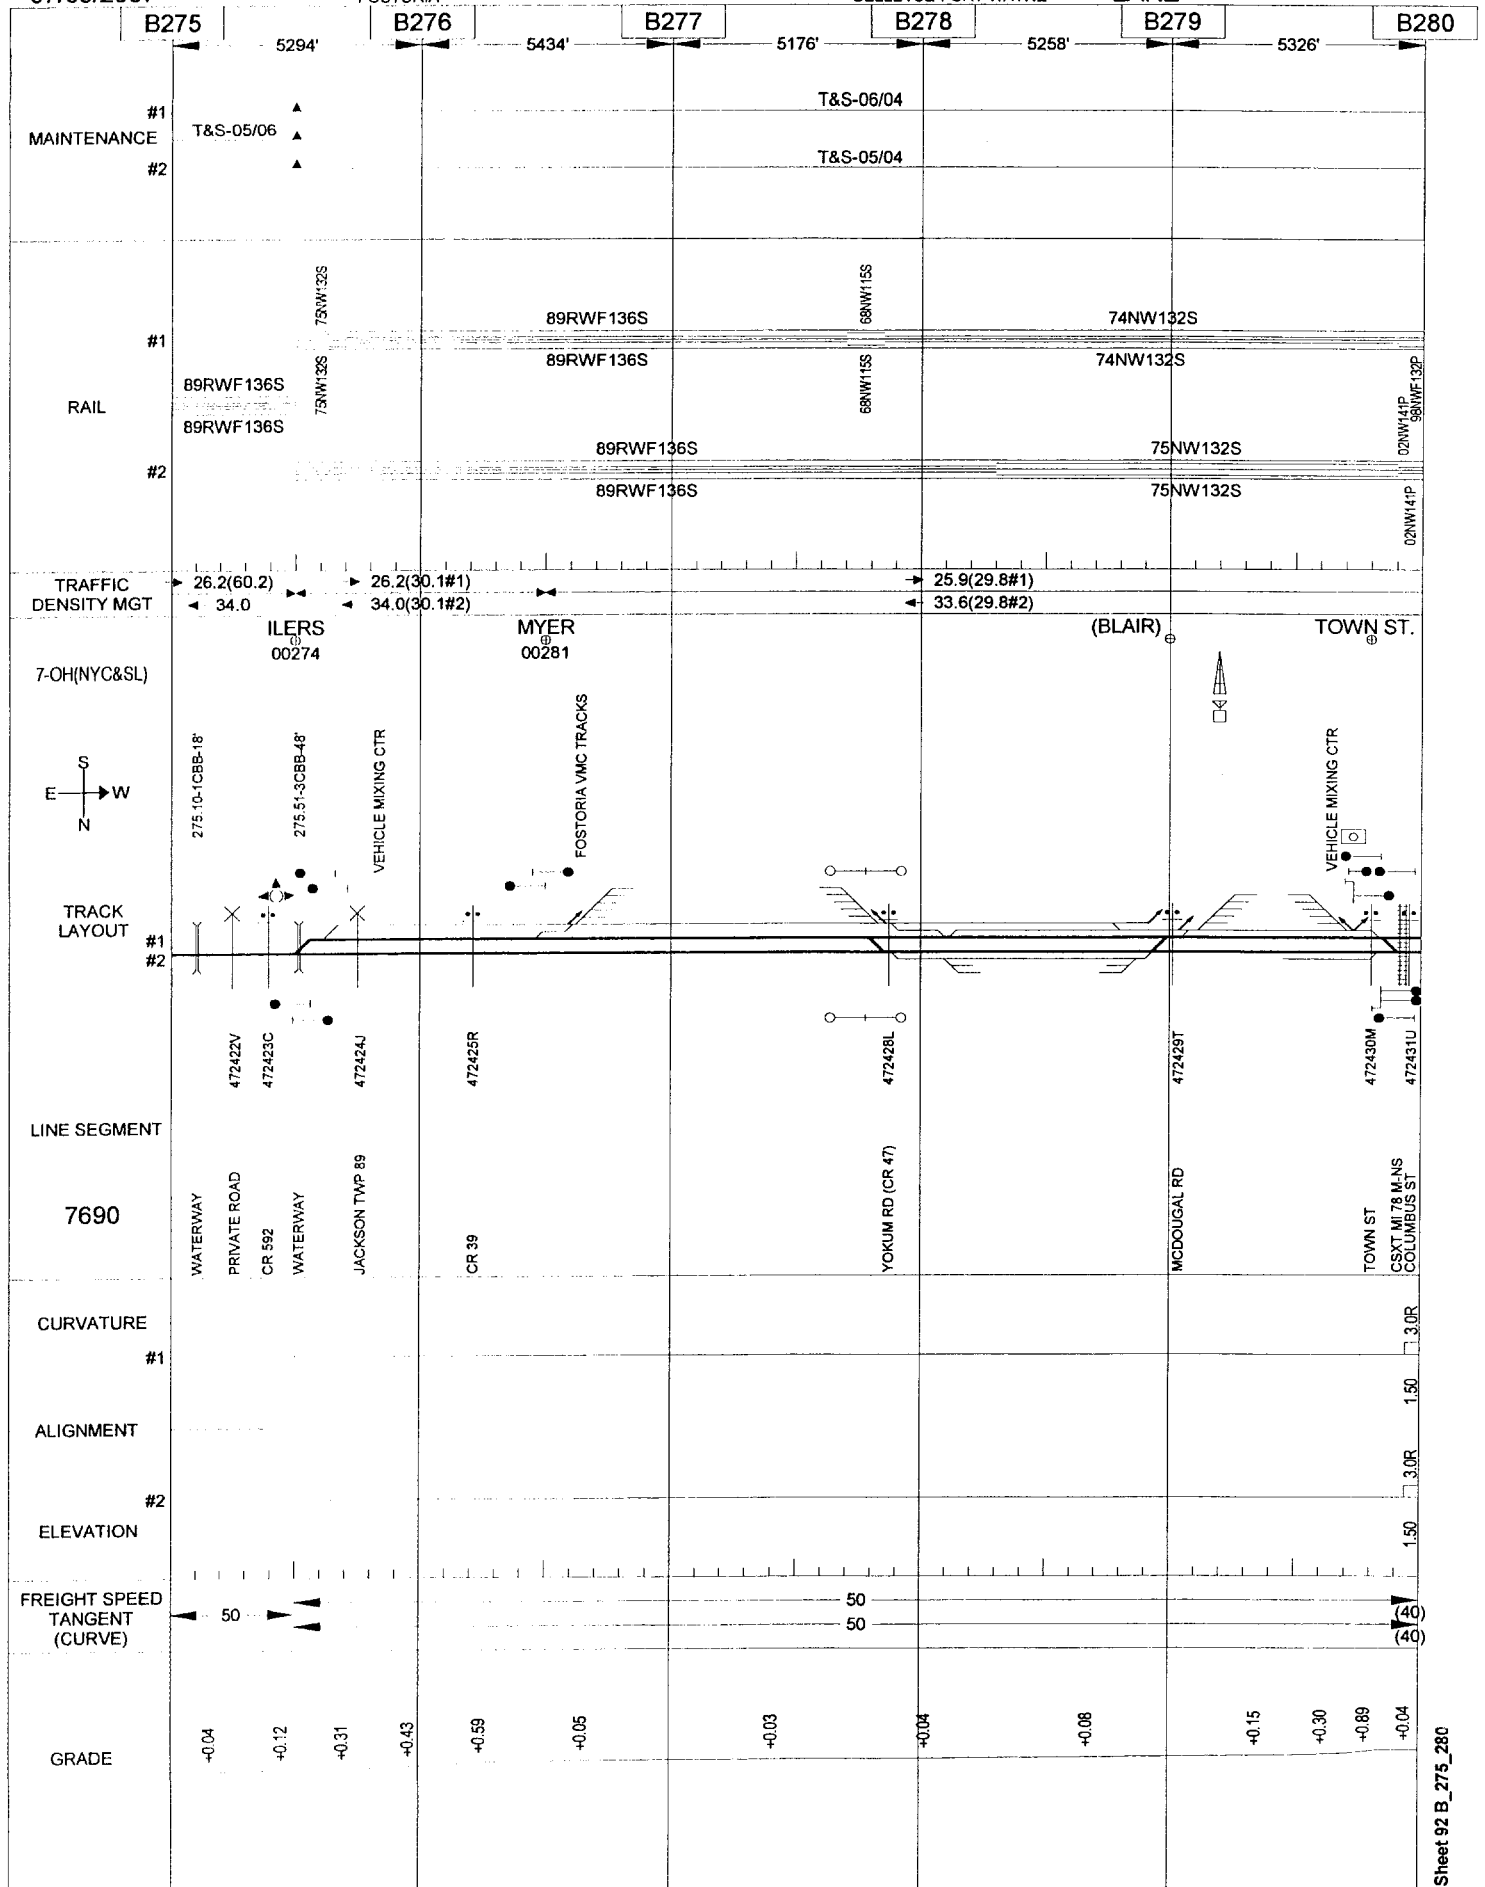 B275 B276 B277 B278 B279 B280
5294' 5434' 5176' 5258' 5326'
#1 T&S-06/04
MAINTENANCE T&S-05/06
#2 T&S-05/04
75NW132S 68NW115S
89RWF136S 74NW132S
#1
89RWF136S 74NW132S
75NW132S 68NW115S 02NW141P 98NWF132P
89RWF136S
RAIL
89RWF136S
89RWF136S 75NW132S
#2
89RWF136S 75NW132S
02NW141P
TRAFFIC 26.2(60.2) 26.2(30.1#1) 25.9(29.8#1)
DENSITY MGT 34.0 34.0(30.1#2) 33.6(29.8#2)
ILERS MYER (BLAIR) TOWN ST.
00274 00281
7-OH(NYC&SL)
275.10-1CBB-18' 275.51-3CBB-48' VEHICLE MIXING CTR FOSTORIA VMC TRACKS VEHICLE MIXING CTR
S
E W
N
TRACK
LAYOUT
#1
#2
472422V 472423C 472424J 472425R 472428L 472429T 472430M 472431U
LINE SEGMENT
7690
WATERWAY
PRIVATE ROAD
CR 592
WATERWAY
JACKSON TWP 89
CR 39
YOKUM RD (CR 47)
MCDOUGAL RD
TOWN ST
CSXT MI 78 M-NS
COLUMBUS ST
CURVATURE 3.0R
#1
1.50
ALIGNMENT
3.0R
#2
ELEVATION 1.50
FREIGHT SPEED 50
TANGENT 50 (40)
50
(CURVE) (40)
GRADE +0.04 +0.12 +0.31 +0.43 +0.59 +0.05 +0.03 +0.04 +0.08 +0.15 +0.30 +0.89 +0.04
Sheet 92 B_275_280